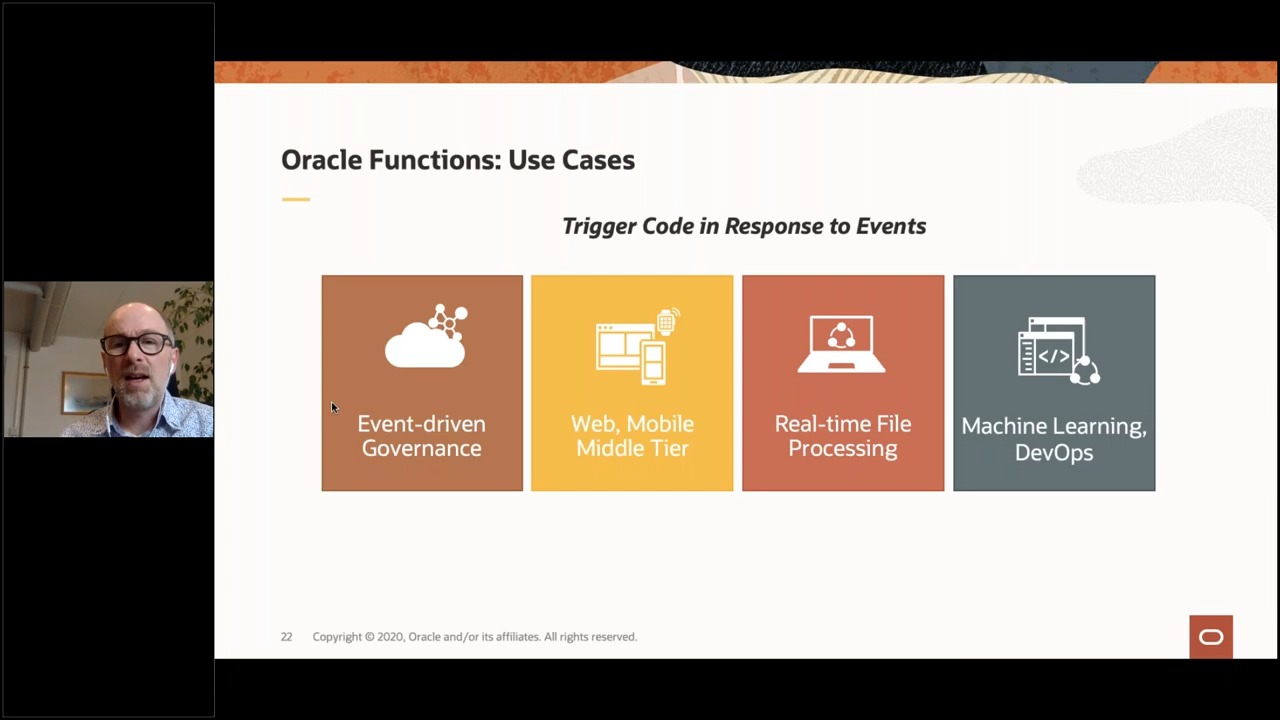 Oracle Functions: Use Cases
Trigger Code in Response to Events
Event-driven
Governance
Web, Mobile
Middle Tier
Real-time File
Processing
</>
Machine Learning,
DevOps
22 Copyright © 2020, Oracle and/or its affiliates. All rights reserved.